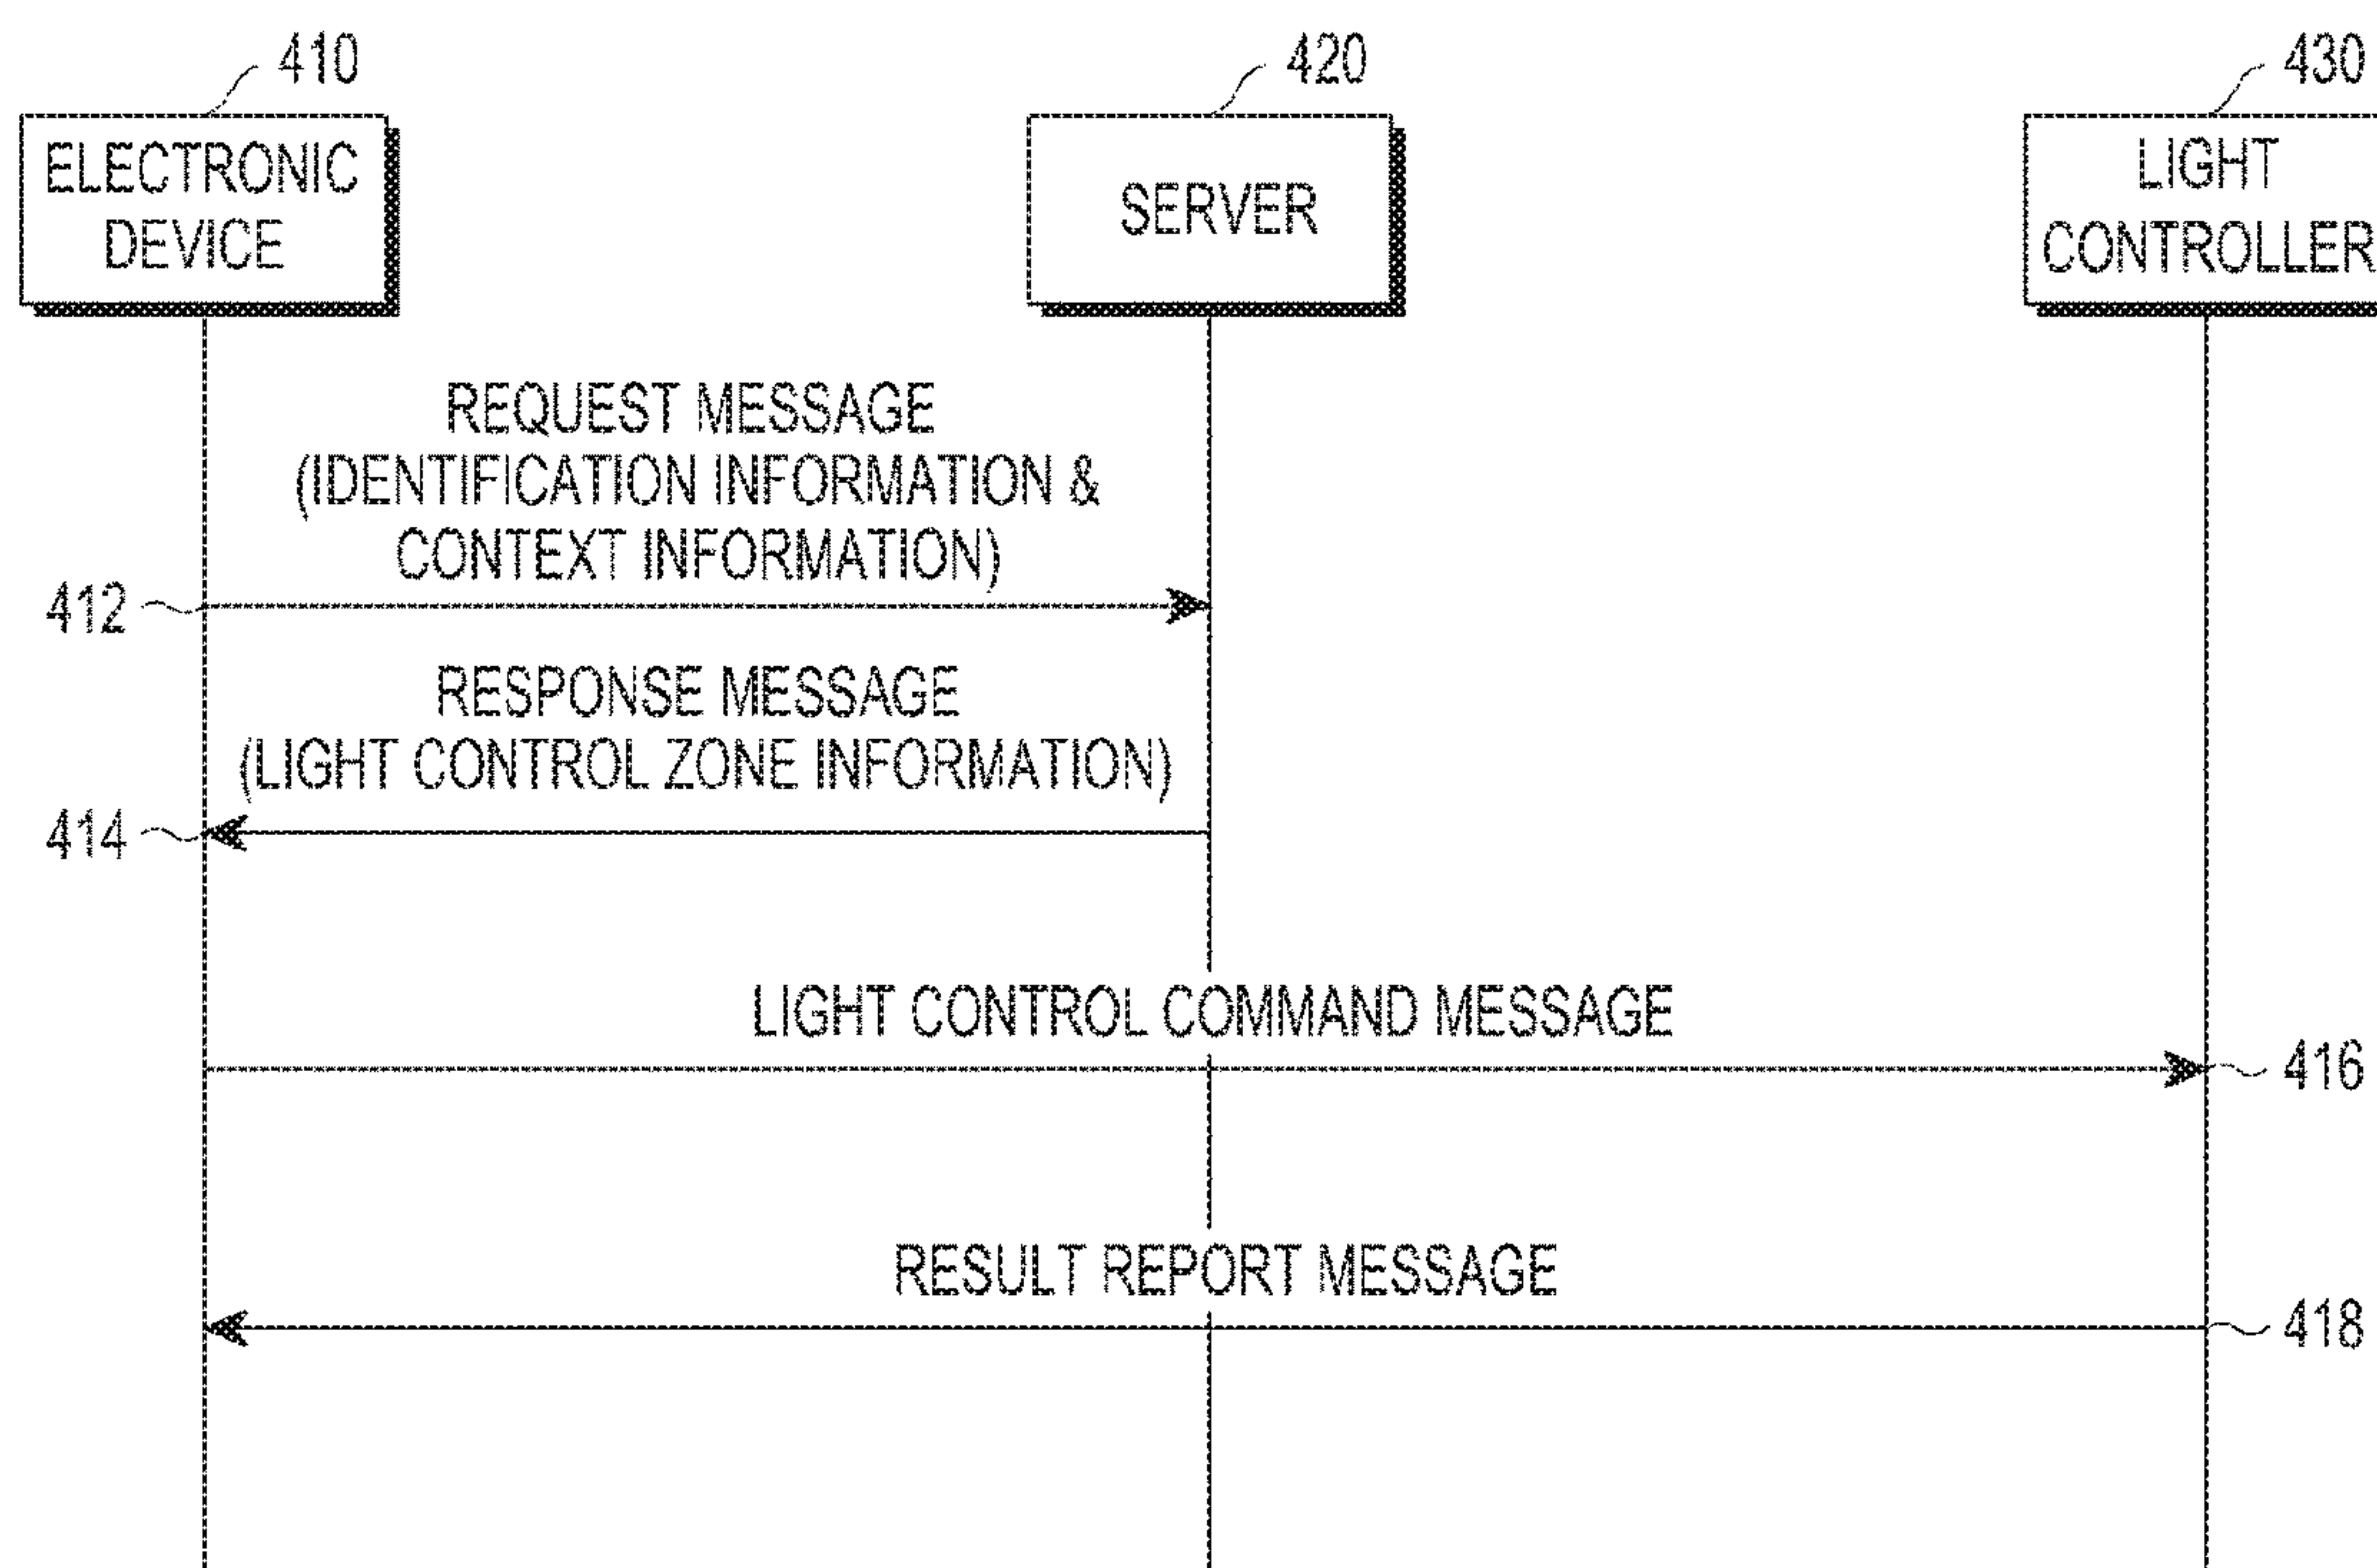 410
420
430
ELECTRONIC
DEVICE
SERVER
LIGHT
CONTROLLER
REQUEST MESSAGE
(IDENTIFICATION INFORMATION &
CONTEXT INFORMATION)
412
RESPONSE MESSAGE
(LIGHT CONTROL ZONE INFORMATION)
414
LIGHT CONTROL COMMAND MESSAGE
416
RESULT REPORT MESSAGE
418